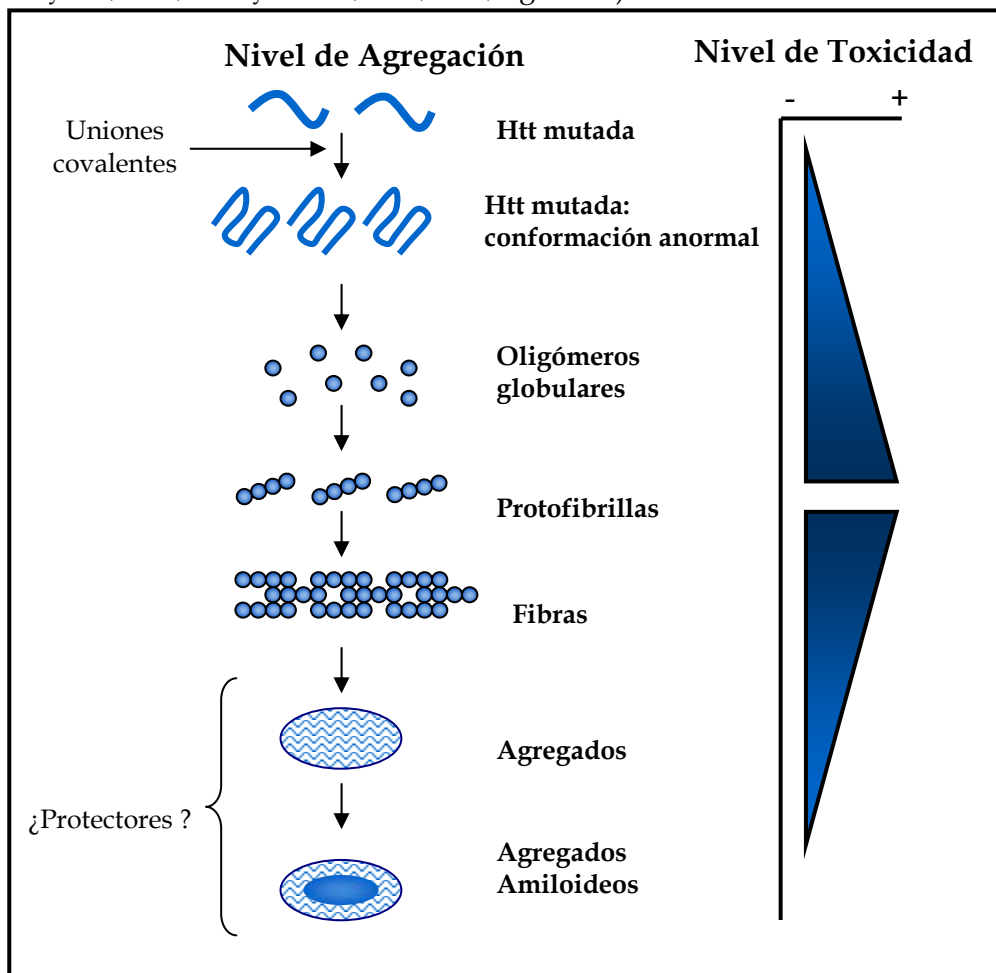 Nivel de Agregación
Nivel de Toxicidad
- +
Uniones
covalentes
Htt mutada
Htt mutada:
conformación anormal
Oligómeros
globulares
Protofibrillas
Fibras
¿Protectores ?
Agregados
Agregados
Amiloideos